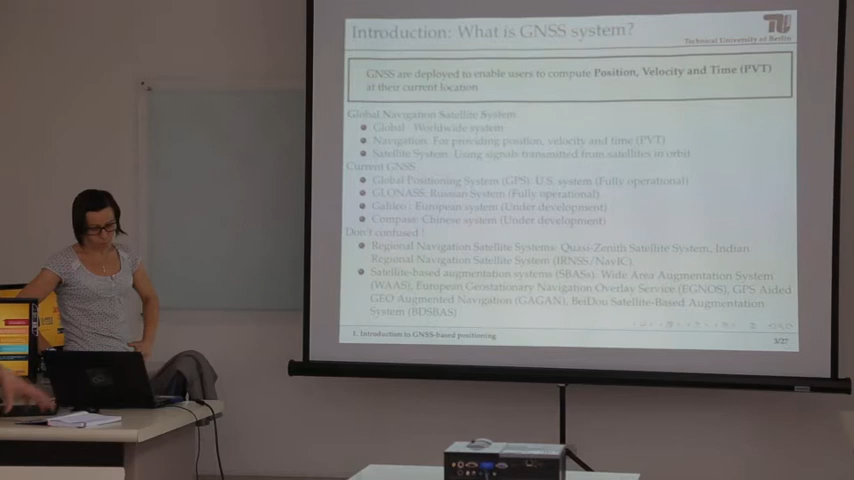 Introduction: What is GNSS system?
TU
Technical University of Berlin
GNSS are deployed to enable users to compute Position, Velocity and Time (PVT)
at their current location
Global Navigation Satellite System
Global : Worldwide system
Navigation: For providing position, velocity and time (PVT)
Satellite System: Using signals transmitted from satellites in orbit
Current GNSS
Global Positioning System (GPS): U.S. system (Fully operational)
GLONASS: Russian System (Fully operational)
Galileo : European system (Under development)
Compass: Chinese system (Under development)
Don't confused !
Regional Navigation Satellite Systems: Quasi-Zenith Satellite System, Indian
Regional Navigation Satellite System (IRNSS/NavIC)
Satellite-based augmentation systems (SBASs): Wide Area Augmentation System
(WAAS), European Geostationary Navigation Overlay Service (EGNOS), GPS Aided
GEO Augmented Navigation (GAGAN), BeiDou Satellite-Based Augmentation
System (BDSBAS)
1. Introduction to GNSS-based positioning
3/27